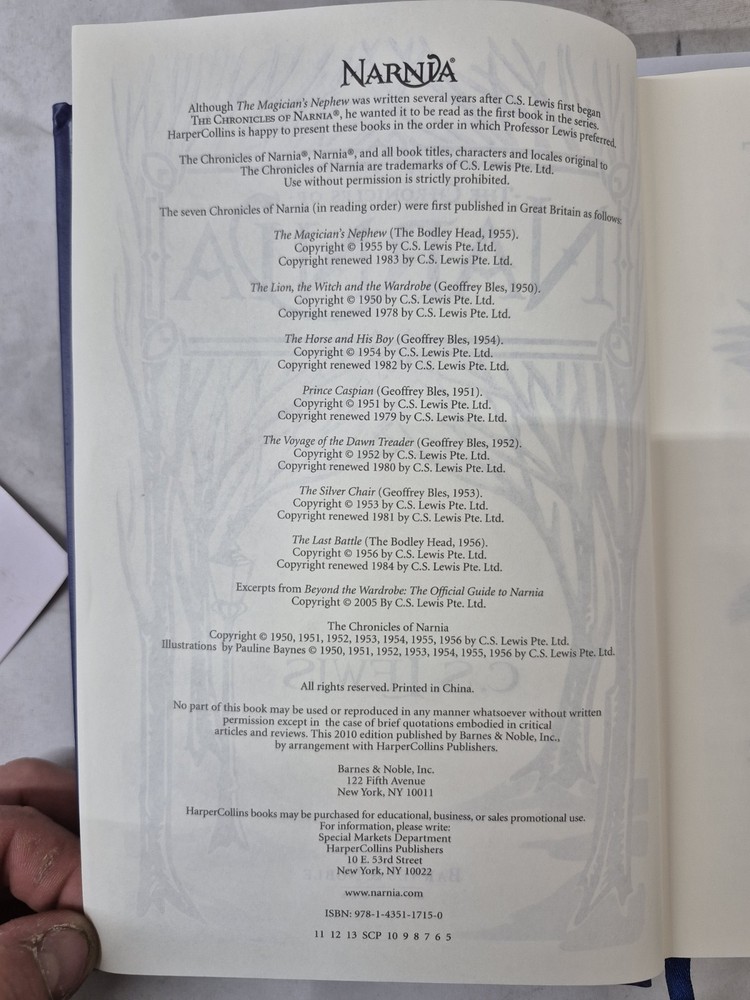 NARNIA®
Although The Magician's Nephew was written several years after C.S. Lewis first began
THE CHRONICLES OF NARNIA®, he wanted it to be read as the first book in the series.
HarperCollins is happy to present these books in the order in which Professor Lewis preferred.
The Chronicles of Narnia®, Narnia®, and all book titles, characters and locales original to
The Chronicles of Narnia are trademarks of C.S. Lewis Pte. Ltd.
Use without permission is strictly prohibited.
The seven Chronicles of Narnia (in reading order) were first published in Great Britain as follows:
The Magician's Nephew (The Bodley Head, 1955).
Copyright © 1955 by C.S. Lewis Pte. Ltd.
Copyright renewed 1983 by C.S. Lewis Pte. Ltd.
The Lion, the Witch and the Wardrobe (Geoffrey Bles, 1950).
Copyright © 1950 by C.S. Lewis Pte. Ltd.
Copyright renewed 1978 by C.S. Lewis Pte. Ltd.
The Horse and His Boy (Geoffrey Bles, 1954).
Copyright © 1954 by C.S. Lewis Pte. Ltd.
Copyright renewed 1982 by C.S. Lewis Pte. Ltd.
Prince Caspian (Geoffrey Bles, 1951).
Copyright © 1951 by C.S. Lewis Pte. Ltd.
Copyright renewed 1979 by C.S. Lewis Pte. Ltd.
The Voyage of the Dawn Treader (Geoffrey Bles, 1952).
Copyright © 1952 by C.S. Lewis Pte. Ltd.
Copyright renewed 1980 by C.S. Lewis Pte. Ltd.
The Silver Chair (Geoffrey Bles, 1953).
Copyright © 1953 by C.S. Lewis Pte. Ltd.
Copyright renewed 1981 by C.S. Lewis Pte. Ltd.
The Last Battle (The Bodley Head, 1956).
Copyright © 1956 by C.S. Lewis Pte. Ltd.
Copyright renewed 1984 by C.S. Lewis Pte. Ltd.
Excerpts from Beyond the Wardrobe: The Official Guide to Narnia
Copyright © 2005 By C.S. Lewis Pte. Ltd.
The Chronicles of Narnia
Copyright © 1950, 1951, 1952, 1953, 1954, 1955, 1956 by C.S. Lewis Pte. Ltd.
Illustrations by Pauline Baynes © 1950, 1951, 1952, 1953, 1954, 1955, 1956 by C.S. Lewis Pte. Ltd.
All rights reserved. Printed in China.
No part of this book may be used or reproduced in any manner whatsoever without written
permission except in the case of brief quotations embodied in critical
articles and reviews. This 2010 edition published by Barnes & Noble, Inc.,
by arrangement with HarperCollins Publishers.
Barnes & Noble, Inc.
122 Fifth Avenue
New York, NY 10011
HarperCollins books may be purchased for educational, business, or sales promotional use.
For information, please write:
Special Markets Department
HarperCollins Publishers
10 E. 53rd Street
New York, NY 10022
www.narnia.com
ISBN: 978-1-4351-1715-0
11 12 13 SCP 10 9 8 7 6 5